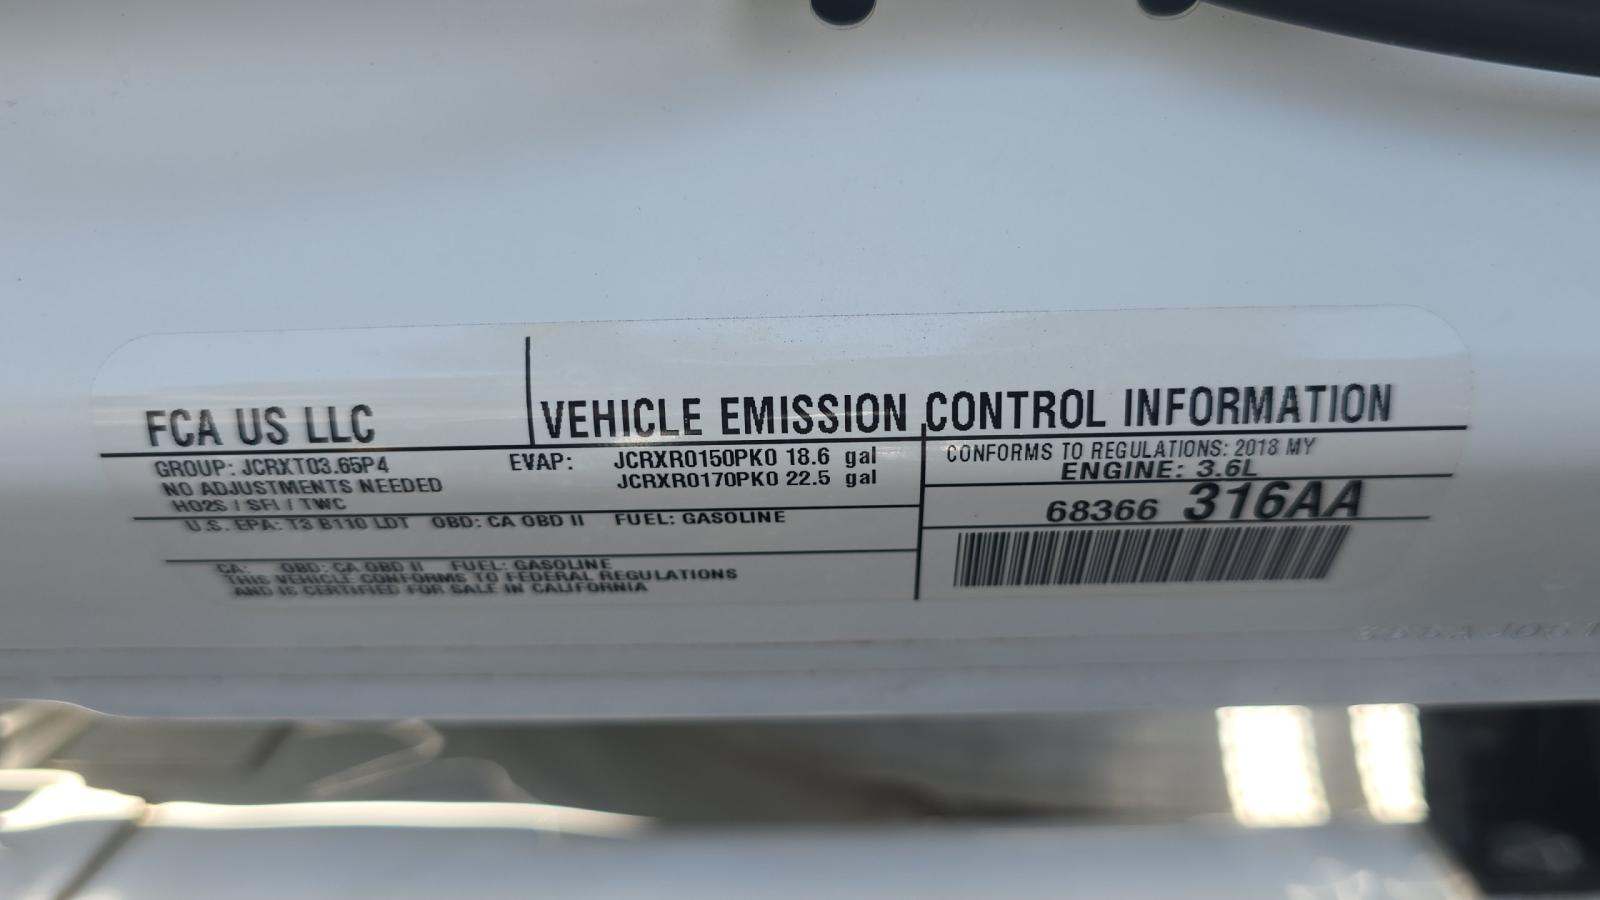 FCA US LLC
VEHICLE EMISSION CONTROL INFORMATION
GROUP: JCRXT03.65P4
NO ADJUSTMENTS NEEDED
HO2S / SFI / TWC
EVAP: JCRXR0150PK0 18.6 gal
JCRXR0170PK0 22.5 gal
CONFORMS TO REGULATIONS: 2018 MY
ENGINE: 3.6L
68366 316AA
U.S. EPA: T3 B110 LDT OBD: CA OBD II FUEL: GASOLINE
CA: OBD: CA OBD II FUEL: GASOLINE
THIS VEHICLE CONFORMS TO FEDERAL REGULATIONS
AND IS CERTIFIED FOR SALE IN CALIFORNIA